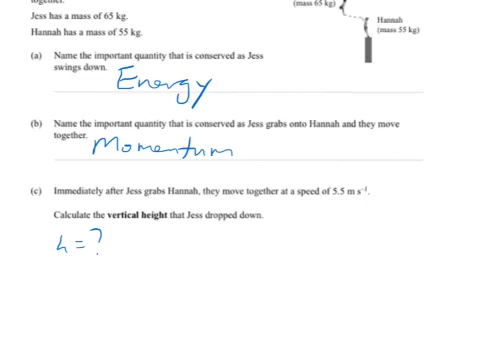 together.
(mass 65 kg)
Jess has a mass of 65 kg.
Hannah
Hannah has a mass of 55 kg.
(mass 55 kg)
(a) Name the important quantity that is conserved as Jess
swings down.
Energy
(b) Name the important quantity that is conserved as Jess grabs onto Hannah and they move
together.
Momentum
(c) Immediately after Jess grabs Hannah, they move together at a speed of 5.5 m s⁻¹.
Calculate the vertical height that Jess dropped down.
h = ?